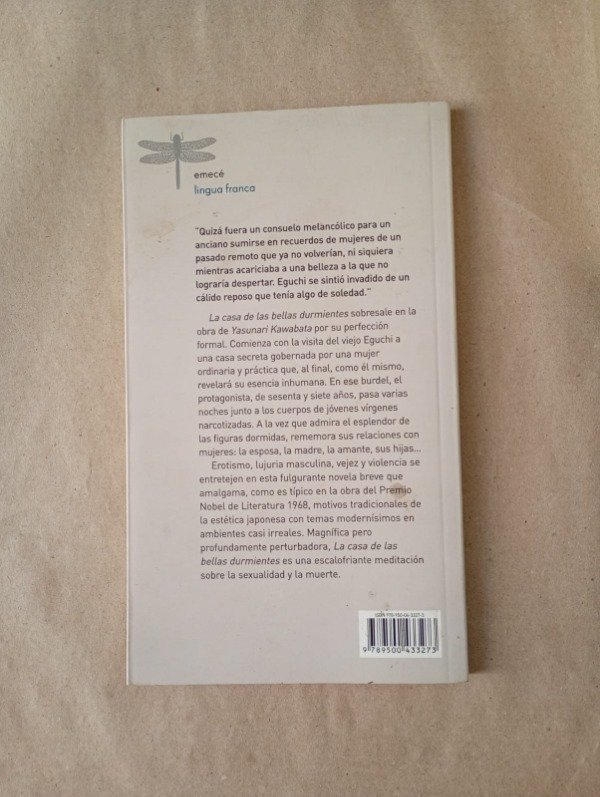 emecé
lingua franca
"Quizá fuera un consuelo melancólico para un
anciano sumirse en recuerdos de mujeres de un
pasado remoto que ya no volverían, ni siquiera
mientras acariciaba a una belleza a la que no
lograría despertar. Eguchi se sintió invadido de un
cálido reposo que tenía algo de soledad."
La casa de las bellas durmientes sobresale en la
obra de Yasunari Kawabata por su perfección
formal. Comienza con la visita del viejo Eguchi a
una casa secreta gobernada por una mujer
ordinaria y práctica que, al final, como él mismo,
revelará su esencia inhumana. En ese burdel, el
protagonista, de sesenta y siete años, pasa varias
noches junto a los cuerpos de jóvenes vírgenes
narcotizadas. A la vez que admira el esplendor de
las figuras dormidas, rememora sus relaciones con
mujeres: la esposa, la madre, la amante, sus hijas...
Erotismo, lujuria masculina, vejez y violencia se
entretejen en esta fulgurante novela breve que
amalgama, como es típico en la obra del Premio
Nobel de Literatura 1968, motivos tradicionales de
la estética japonesa con temas modernísimos en
ambientes casi irreales. Magnífica pero
profundamente perturbadora, La casa de las
bellas durmientes es una escalofriante meditación
sobre la sexualidad y la muerte.
ISBN 978-950-04-3327-3
9 789500 433273